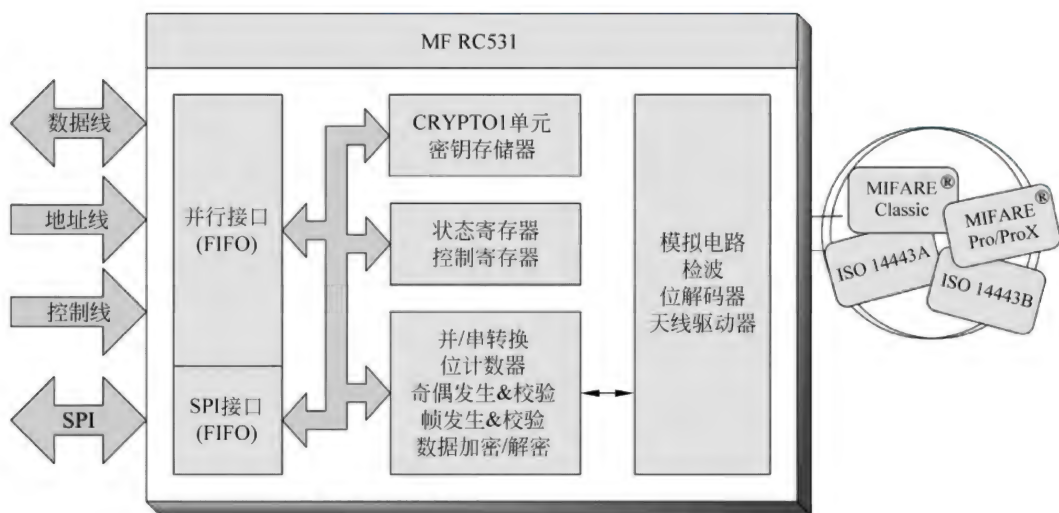 MF RC531
数据线
地址线
控制线
SPI
并行接口
(FIFO)
SPI接口
(FIFO)
CRYPTO1单元
密钥存储器
状态寄存器
控制寄存器
并/串转换
位计数器
奇偶发生&校验
帧发生&校验
数据加密/解密
模拟电路
检波
位解码器
天线驱动器
MIFARE®
Classic
MIFARE®
Pro/ProX
ISO 14443A
ISO 14443B